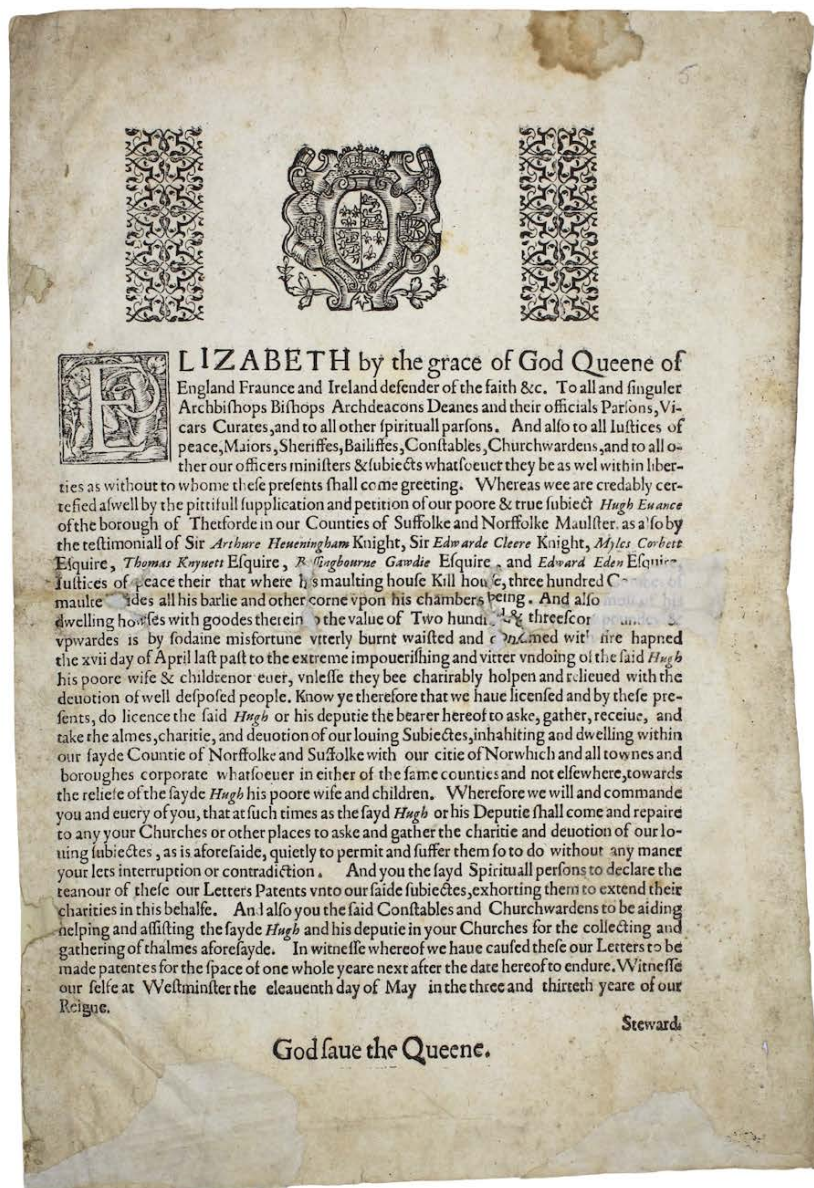 5
ELIZABETH by the grace of God Queene of
England Fraunce and Ireland defender of the faith &c. To all and ſinguler
Archbiſhops Biſhops Archdeacons Deanes and their officials Parſons, Vi-
cars Curates, and to all other ſpirituall parſons. And alſo to all Iuſtices of
peace, Maiors, Sheriffes, Bailiffes, Conſtables, Churchwardens, and to all o-
ther our officers miniſters & ſubiects whatſoeuer they be as wel within liber-
ties as without to whome theſe preſents ſhall come greeting. Whereas wee are credably cer-
tefied aſwell by the pittifull ſupplication and petition of our poore & true ſubiect Hugh Euance
of the borough of Thetforde in our Counties of Suffolke and Norffolke Maulſter, as alſo by
the teſtimoniall of Sir Arthure Heueningham Knight, Sir Edwarde Cleere Knight, Myles Corbett
Eſquire, Thomas Knyuett Eſquire, Baſſingbourne Gawdie Eſquire, and Edward Eden Eſquire
Iuſtices of peace their that where his maulting houſe Kill houſe, three hundred
maulte all his barlie and other corne vpon his chambers being. And alſo
dwelling howſes with goodes therein to the value of Two & threeſcor
vpwardes is by ſodaine misfortune vtterly burnt waiſted and conſumed with fire hapned
the xvii day of April laſt paſt to the extreme impoueriſhing and vtter vndoing of the ſaid Hugh
his poore wife & childrenor euer, vnleſſe they bee charirably holpen and relieued with the
deuotion of well deſpoſed people. Know ye therefore that we haue licenſed and by theſe pre-
ſents, do licence the ſaid Hugh or his deputie the bearer hereof to aske, gather, receiue, and
take the almes, charitie, and deuotion of our louing Subiectes, inhahiting and dwelling within
our ſayde Countie of Norffolke and Suffolke with our citie of Norwhich and all townes and
boroughes corporate whatſoeuer in either of the ſame counties and not elſewhere, towards
the reliefe of the ſayde Hugh his poore wife and children. Wherefore we will and commande
you and euery of you, that at ſuch times as the ſayd Hugh or his Deputie ſhall come and repaire
to any your Churches or other places to aske and gather the charitie and deuotion of our lo-
uing ſubiectes, as is aforeſaide, quietly to permit and ſuffer them ſo to do without any maner
your lets interruption or contradiction. And you the ſayd Spirituall perſons to declare the
teanour of theſe our Letters Patents vnto our ſaide ſubiectes, exhorting them to extend their
charities in this behalfe. And alſo you the ſaid Conſtables and Churchwardens to be aiding
helping and aſſiſting the ſayde Hugh and his deputie in your Churches for the collecting and
gathering of thalmes aforeſayde. In witneſſe whereof we haue cauſed theſe our Letters to be
made patentes for the ſpace of one whole yeare next after the date hereof to endure. Witneſſe
our ſelfe at Weſtminſter the eleauenth day of May in the three and thirteth yeare of our
Reigne.
Steward.
God ſaue the Queene.